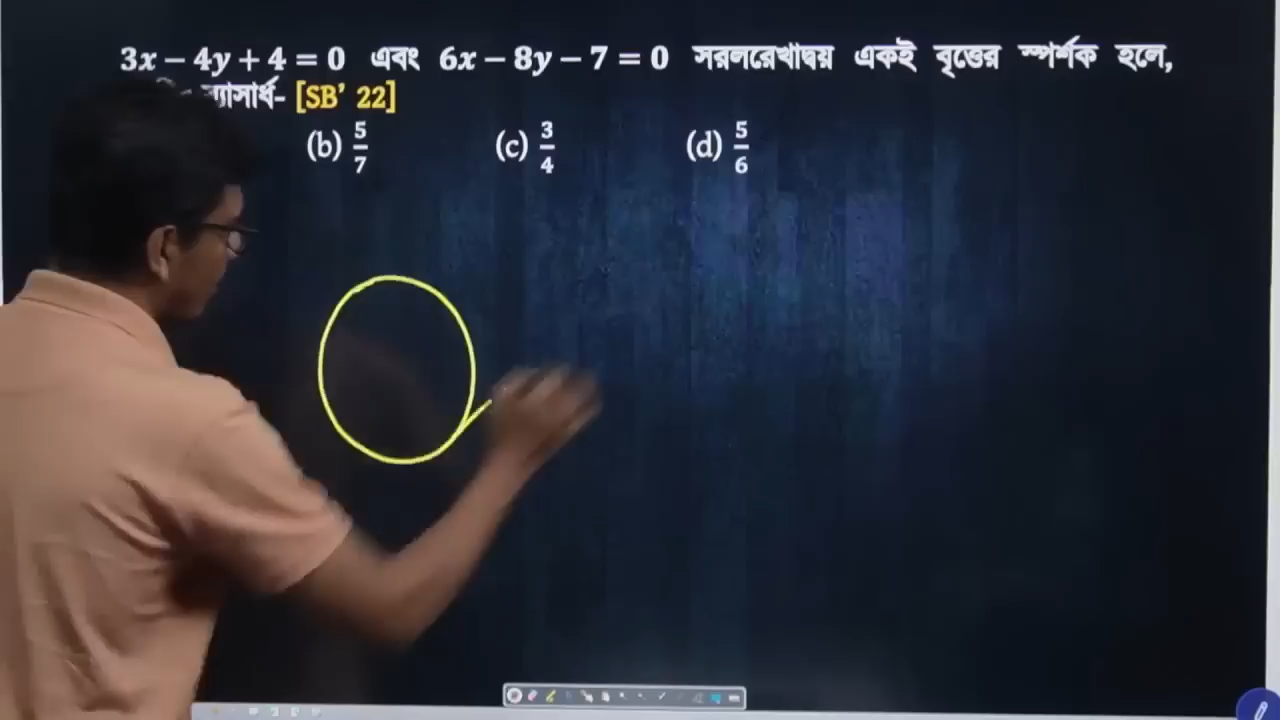 3x − 4y + 4 = 0 এবং 6x − 8y − 7 = 0 সরলরেখাদ্বয় একই বৃত্তের স্পর্শক হলে,
[SB' 22]
(b) 5/7 (c) 3/4 (d) 5/6